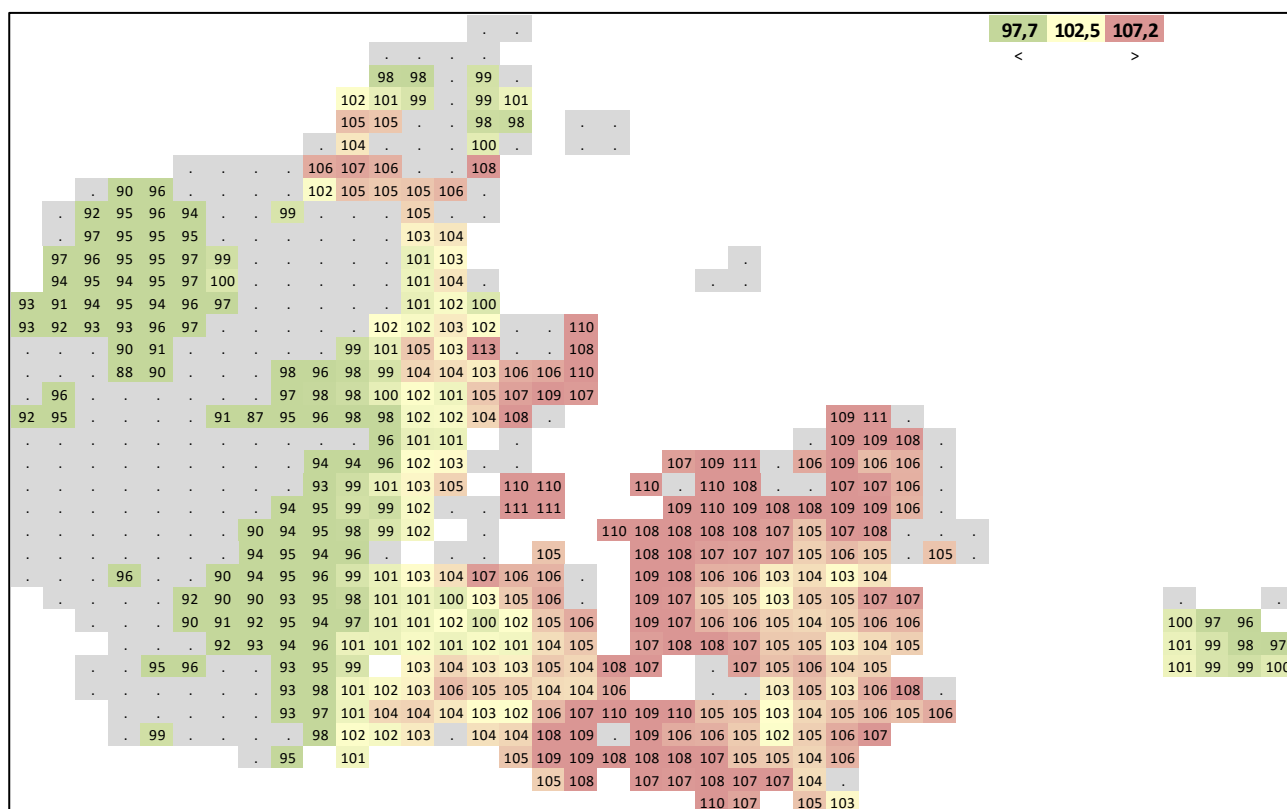 . . 97,7 102,5 107,2
. . . . < >
98 98 . 99 .
102 101 99 . 99 101
105 105 . . 98 98 . .
. 104 . . . 100 . . .
. . . . 106 107 106 . . 108
. 90 96 . . . . 102 105 105 105 106 .
. 92 95 96 94 . . 99 . . . 105 . .
. 97 95 95 95 . . . . . . 103 104
97 96 95 95 97 99 . . . . . 101 103 .
94 95 94 95 97 100 . . . . . 101 104 . . .
93 91 94 95 94 96 97 . . . . . 101 102 100
93 92 93 93 96 97 . . . . . 102 102 103 102 . . 110
. . . 90 91 . . . . . 99 101 105 103 113 . . 108
. . . 88 90 . . . 98 96 98 99 104 104 103 106 106 110
. 96 . . . . . . 97 98 98 100 102 101 105 107 109 107
92 95 . . . . 91 87 95 96 98 98 102 102 104 108 . 109 111 .
. . . . . . . . . . . 96 101 101 . . 109 109 108 .
. . . . . . . . . 94 94 96 102 103 . . 107 109 111 . 106 109 106 106 .
. . . . . . . . . 93 99 101 103 105 110 110 110 . 110 108 . . 107 107 106 .
. . . . . . . . 94 95 99 99 102 . . 111 111 109 110 109 108 108 109 109 106 .
. . . . . . . 90 94 95 98 99 102 . 110 108 108 108 108 107 105 107 108 . . .
. . . . . . . 94 95 94 96 . . . 105 108 108 107 107 107 105 106 105 . 105 .
. . . 96 . . 90 94 95 96 99 101 103 104 107 106 106 . 109 108 106 106 103 104 103 104
. . . . 92 90 90 93 95 98 101 101 100 103 105 106 . 109 107 105 105 103 105 105 107 107 . .
. . . 90 91 92 95 94 97 101 101 102 100 102 105 106 109 107 106 106 105 104 105 106 106 100 97 96
. . . 92 93 94 96 101 101 102 101 102 101 104 105 107 108 108 107 105 105 103 104 105 101 99 98 97
. . 95 96 . . 93 95 99 103 104 103 103 105 104 108 107 . 107 105 106 104 105 101 99 99 100
. . . . . . 93 98 101 102 103 106 105 105 104 104 106 . . 103 105 103 106 108 .
. . . . . 93 97 101 104 104 104 103 102 106 107 110 109 110 105 105 103 104 105 106 105 106
. 99 . . . . 98 102 102 103 . 104 104 108 109 . 109 106 106 105 102 105 106 107
. 95 101 105 109 109 108 108 108 107 105 105 104 106
105 108 107 107 108 107 107 104 .
110 107 105 103